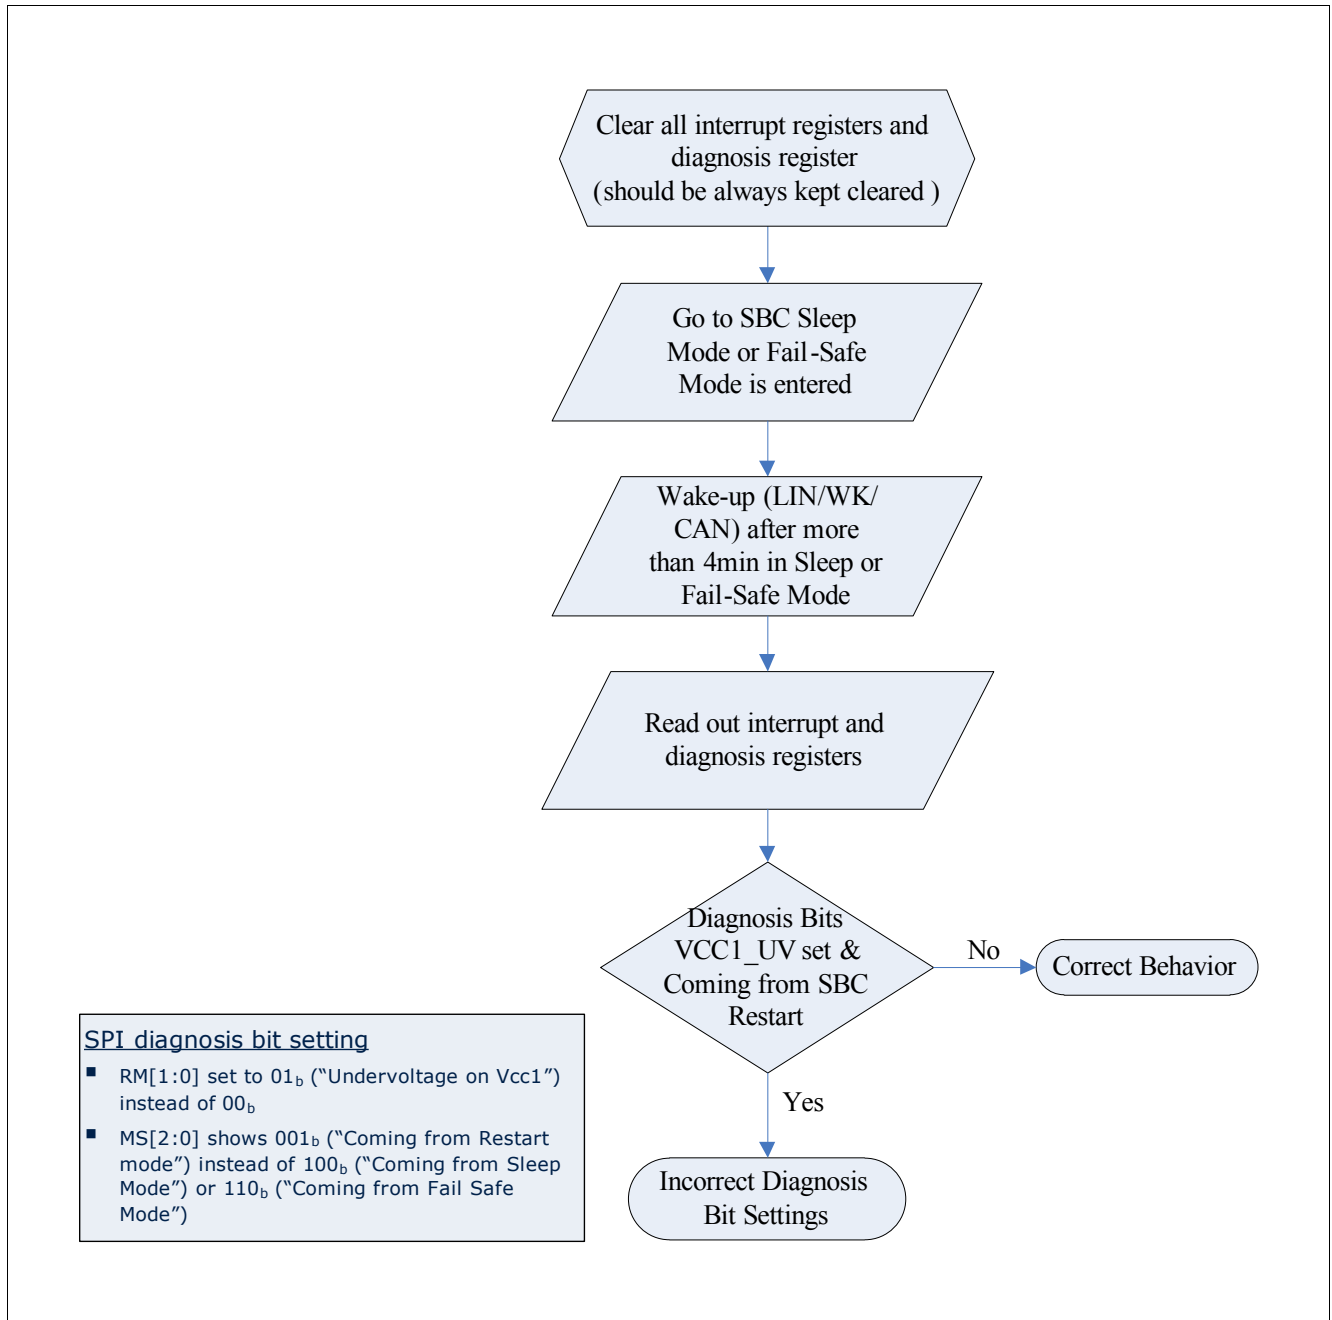 Clear all interrupt registers and
diagnosis register
(should be always kept cleared )
Go to SBC Sleep
Mode or Fail-Safe
Mode is entered
Wake-up (LIN/WK/
CAN) after more
than 4min in Sleep or
Fail-Safe Mode
Read out interrupt and
diagnosis registers
Diagnosis Bits
VCC1_UV set &
Coming from SBC
Restart
No
Correct Behavior
Yes
Incorrect Diagnosis
Bit Settings
SPI diagnosis bit setting
▪ RM[1:0] set to 01b (“Undervoltage on Vcc1”)
instead of 00b
▪ MS[2:0] shows 001b (“Coming from Restart
mode”) instead of 100b (“Coming from Sleep
Mode”) or 110b (“Coming from Fail Safe
Mode”)